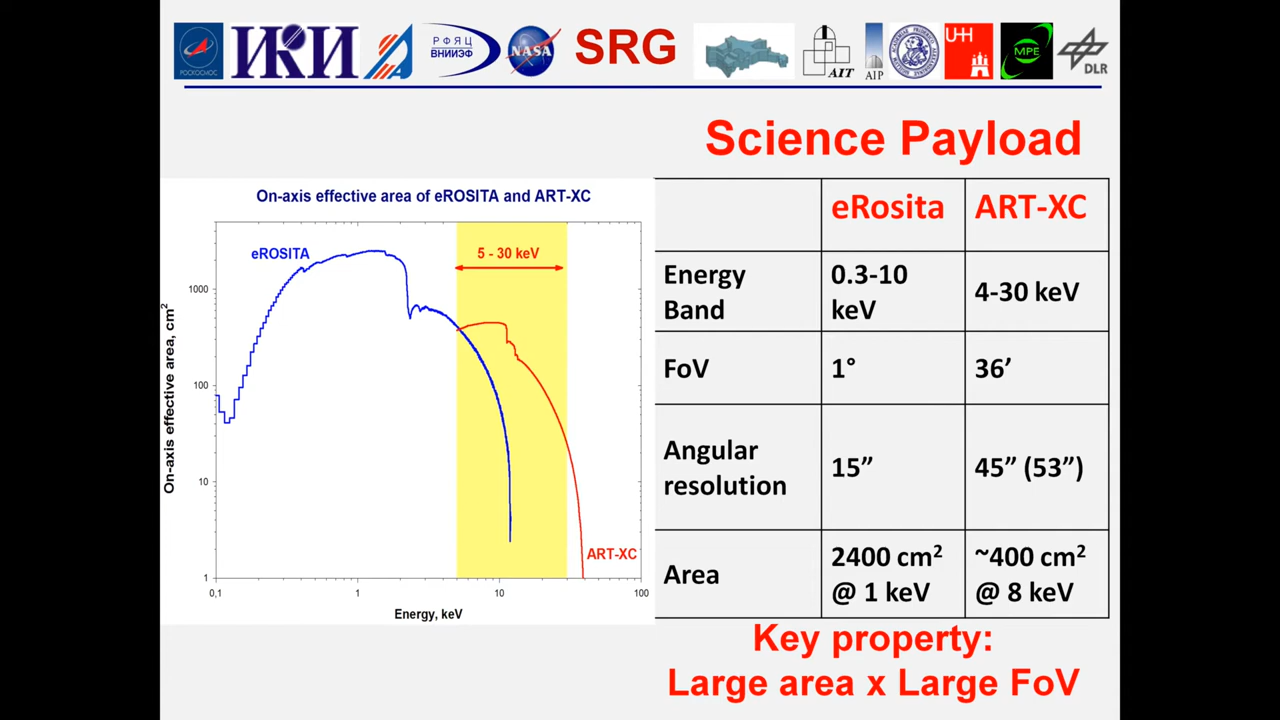 РОСКОСМОС
ИКИ
РФЯЦ
ВНИИЭФ
NASA
SRG
AIT
AIP
UHH
MPE
DLR
Science Payload
On-axis effective area of eROSITA and ART-XC
eROSITA
5 - 30 keV
ART-XC
On-axis effective area, cm²
1000
100
10
1
0,1
1
10
100
Energy, keV
eRosita ART-XC
Energy Band 0.3-10 keV 4-30 keV
FoV 1° 36’
Angular resolution 15” 45” (53”)
Area 2400 cm² @ 1 keV ~400 cm² @ 8 keV
Key property:
Large area x Large FoV